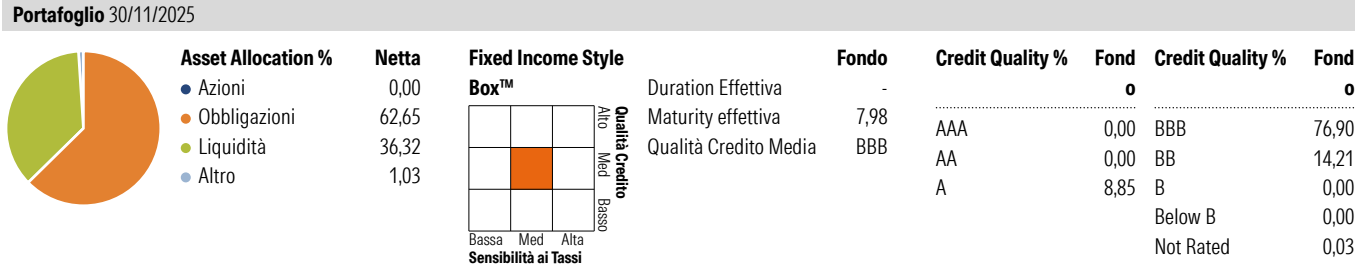 Portafoglio 30/11/2025
Asset Allocation % Netta
Azioni 0,00
Obbligazioni 62,65
Liquidità 36,32
Altro 1,03
Fixed Income Style
Box™
Alto Med Basso
Qualità Credito
Bassa Med Alta
Sensibilità ai Tassi
Fondo
Duration Effettiva -
Maturity effettiva 7,98
Qualità Credito Media BBB
Credit Quality % Fond
o
AAA 0,00
AA 0,00
A 8,85
Credit Quality % Fond
o
BBB 76,90
BB 14,21
B 0,00
Below B 0,00
Not Rated 0,03